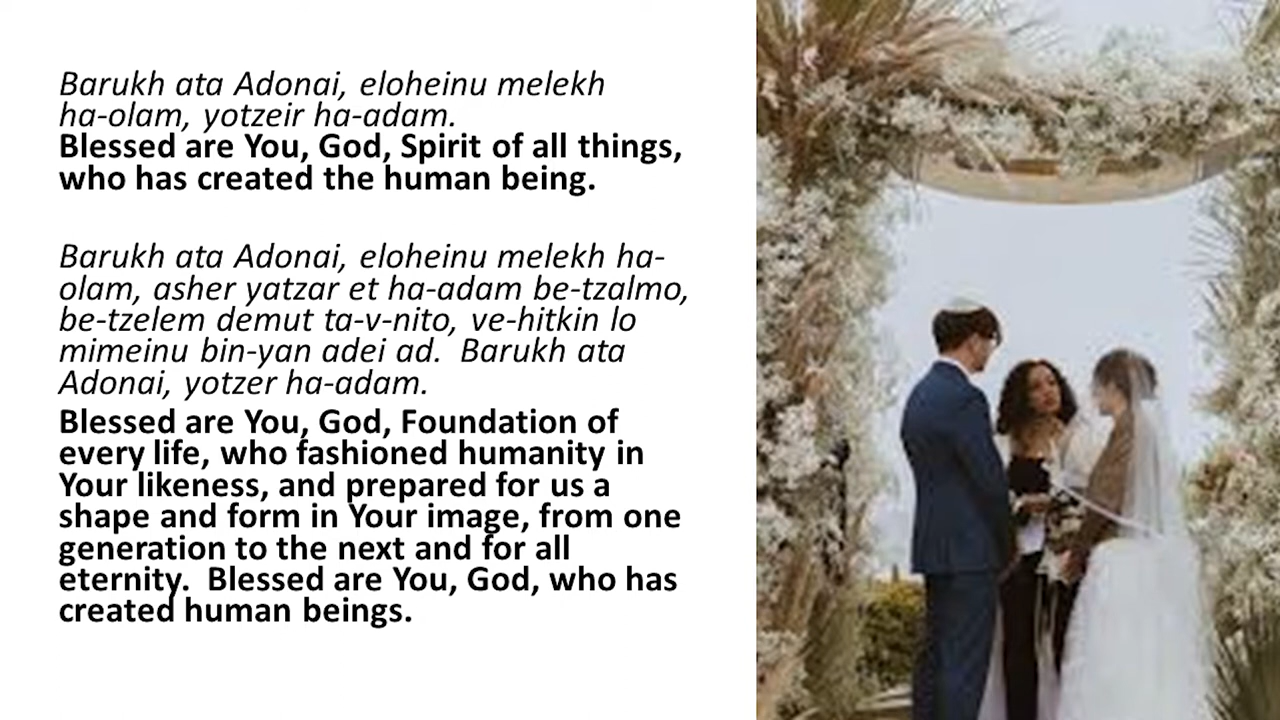 Barukh ata Adonai, eloheinu melekh
ha-olam, yotzeir ha-adam.
Blessed are You, God, Spirit of all things,
who has created the human being.
Barukh ata Adonai, eloheinu melekh ha-
olam, asher yatzar et ha-adam be-tzalmo,
be-tzelem demut ta-v-nito, ve-hitkin lo
mimeinu bin-yan adei ad.  Barukh ata
Adonai, yotzer ha-adam.
Blessed are You, God, Foundation of
every life, who fashioned humanity in
Your likeness, and prepared for us a
shape and form in Your image, from one
generation to the next and for all
eternity.  Blessed are You, God, who has
created human beings.